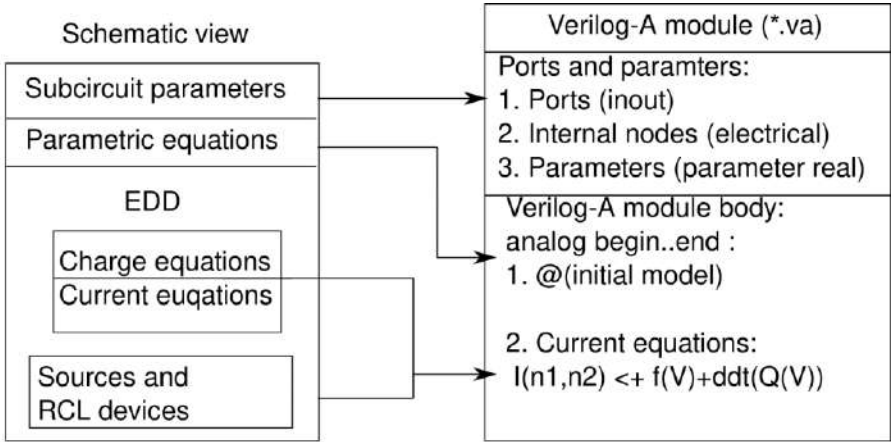 Schematic view
Subcircuit parameters
Parametric equations
EDD
Charge equations
Current euqations
Sources and
RCL devices
Verilog-A module (*.va)
Ports and paramters:
1. Ports (inout)
2. Internal nodes (electrical)
3. Parameters (parameter real)
Verilog-A module body:
analog begin..end :
1. @(initial model)
2. Current equations:
I(n1,n2) <+ f(V)+ddt(Q(V))